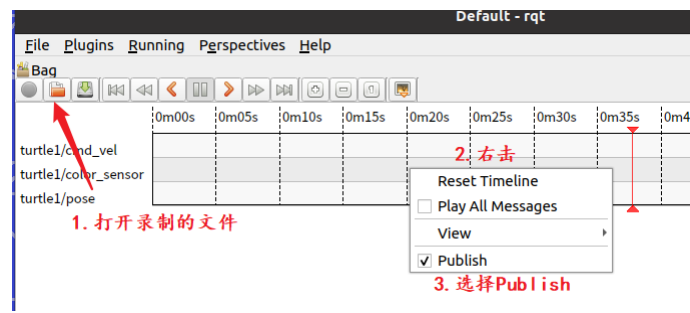 Default - rqt
File Plugins Running Perspectives Help
Bag
0m00s 0m05s 0m10s 0m15s 0m20s 0m25s 0m30s 0m35s 0m4
turtle1/cmd_vel
turtle1/color_sensor
turtle1/pose
1. 打开录制的文件
2. 右击
Reset Timeline
Play All Messages
View
Publish
3. 选择Publish